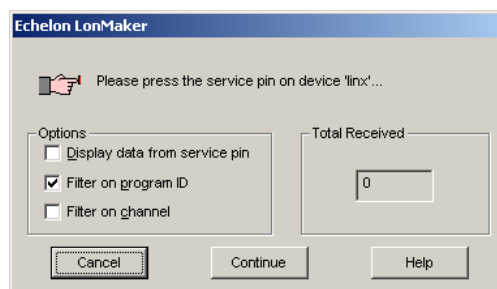 Echelon LonMaker
Please press the service pin on device 'linx'...
Options
Display data from service pin
Filter on program ID
Filter on channel
Total Received
0
Cancel
Continue
Help